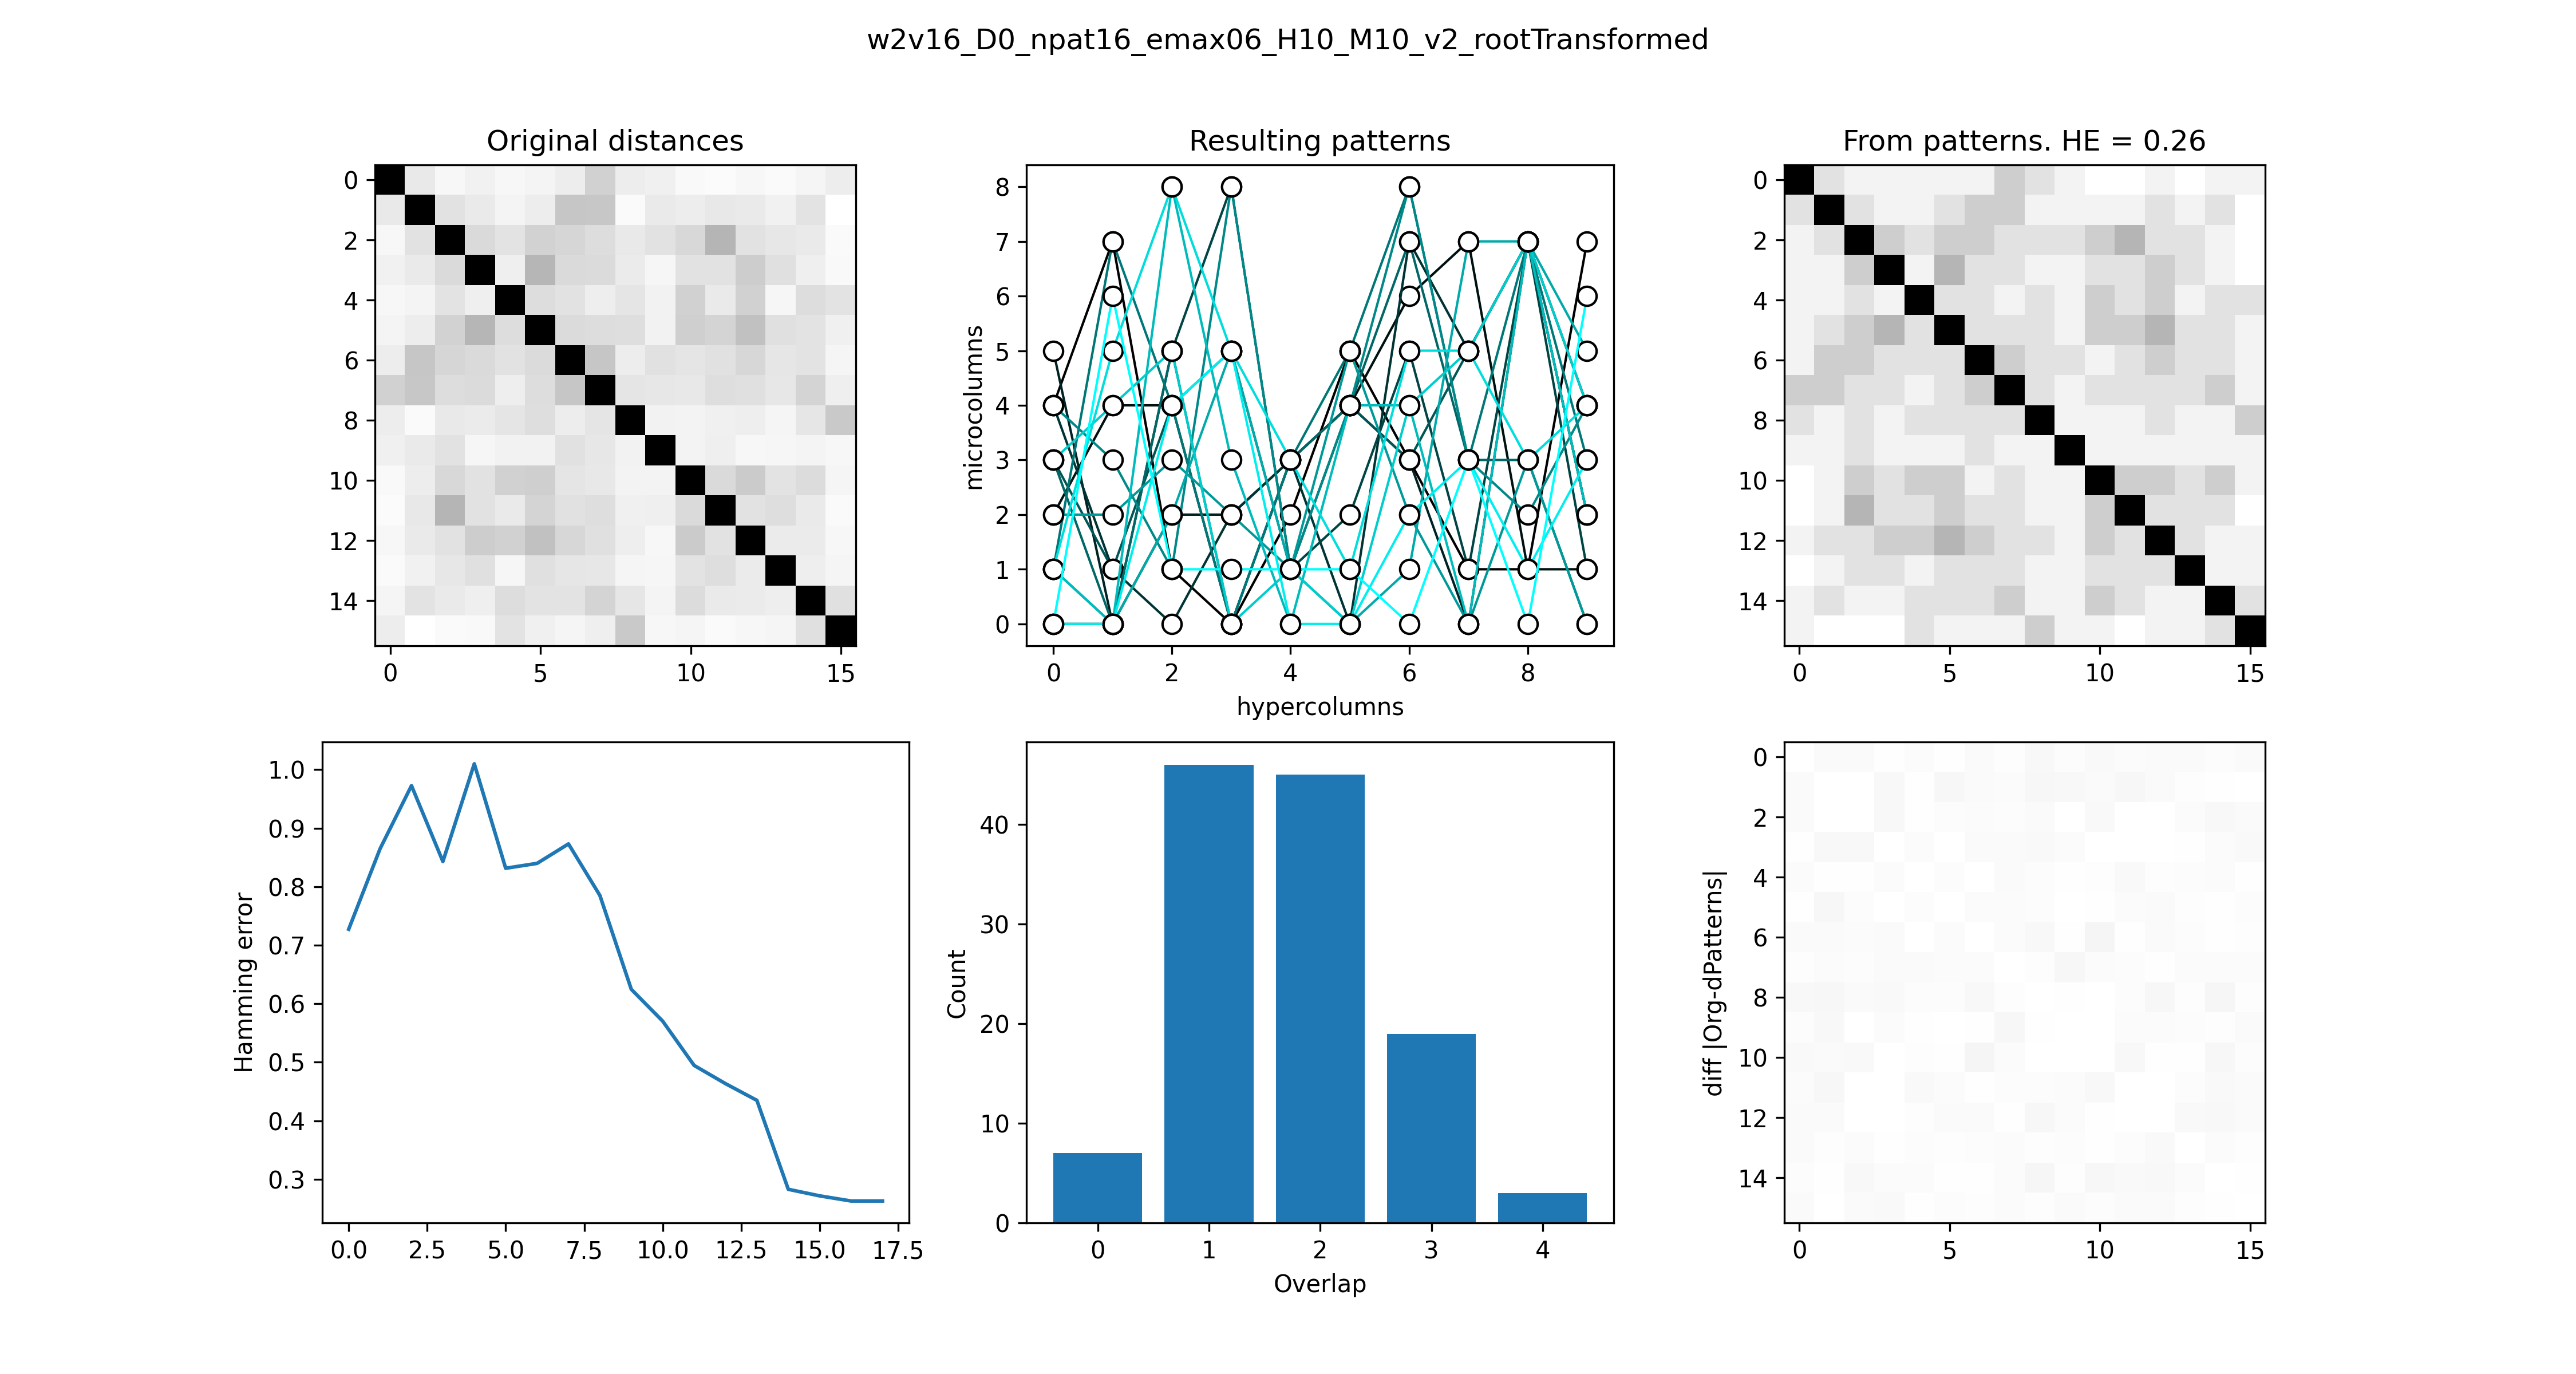 w2v16_D0_npat16_emax06_H10_M10_v2_rootTransformed
Original distances
0
2
4
6
8
10
12
14
0 5 10 15
Resulting patterns
microcolumns
8
7
6
5
4
3
2
1
0
0 2 4 6 8
hypercolumns
From patterns. HE = 0.26
0
2
4
6
8
10
12
14
0 5 10 15
Hamming error
1.0
0.9
0.8
0.7
0.6
0.5
0.4
0.3
0.0 2.5 5.0 7.5 10.0 12.5 15.0 17.5
Count
40
30
20
10
0
0 1 2 3 4
Overlap
diff |Org-dPatterns|
0
2
4
6
8
10
12
14
0 5 10 15